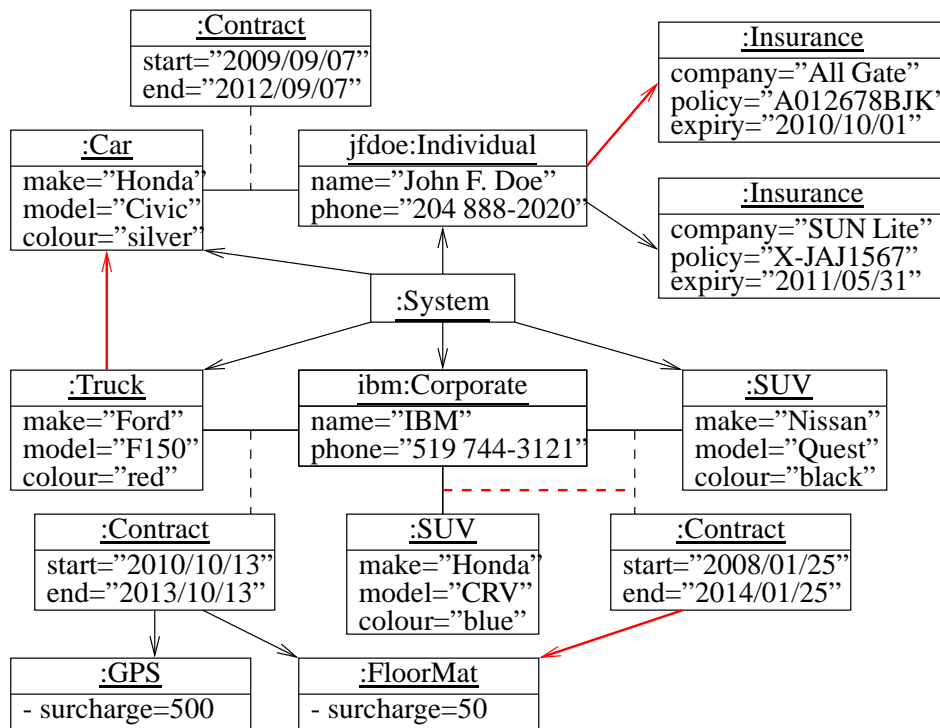 :Contract
start=”2009/09/07”
end=”2012/09/07”
:Insurance
company=”All Gate”
policy=”A012678BJK”
expiry=”2010/10/01”
:Car
make=”Honda”
model=”Civic”
colour=”silver”
jfdoe:Individual
name=”John F. Doe”
phone=”204 888-2020”
:Insurance
company=”SUN Lite”
policy=”X-JAJ1567”
expiry=”2011/05/31”
:System
:Truck
make=”Ford”
model=”F150”
colour=”red”
ibm:Corporate
name=”IBM”
phone=”519 744-3121”
:SUV
make=”Nissan”
model=”Quest”
colour=”black”
:Contract
start=”2010/10/13”
end=”2013/10/13”
:SUV
make=”Honda”
model=”CRV”
colour=”blue”
:Contract
start=”2008/01/25”
end=”2014/01/25”
:GPS
- surcharge=500
:FloorMat
- surcharge=50